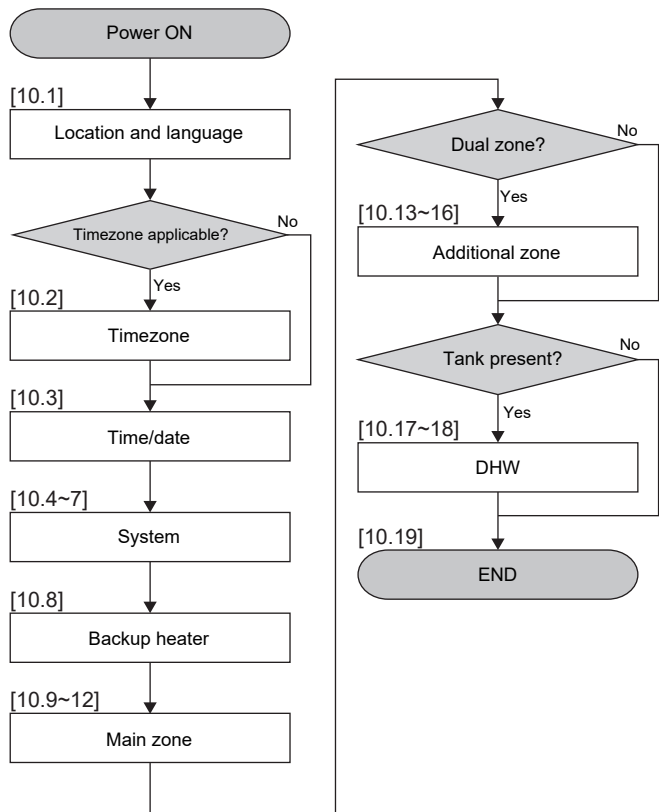 Power ON
[10.1]
Location and language
Timezone applicable?
No
Yes
[10.2]
Timezone
[10.3]
Time/date
[10.4~7]
System
[10.8]
Backup heater
[10.9~12]
Main zone
Dual zone?
No
Yes
[10.13~16]
Additional zone
Tank present?
No
Yes
[10.17~18]
DHW
[10.19]
END